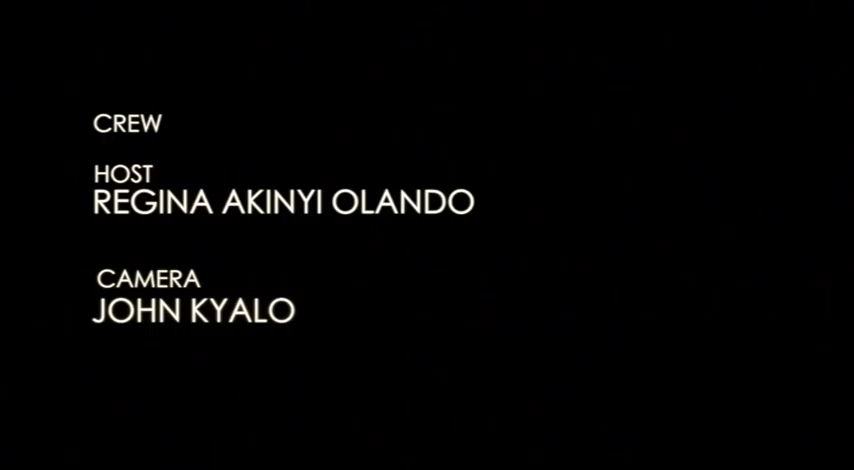 CREW
HOST
REGINA AKINYI OLANDO
CAMERA
JOHN KYALO